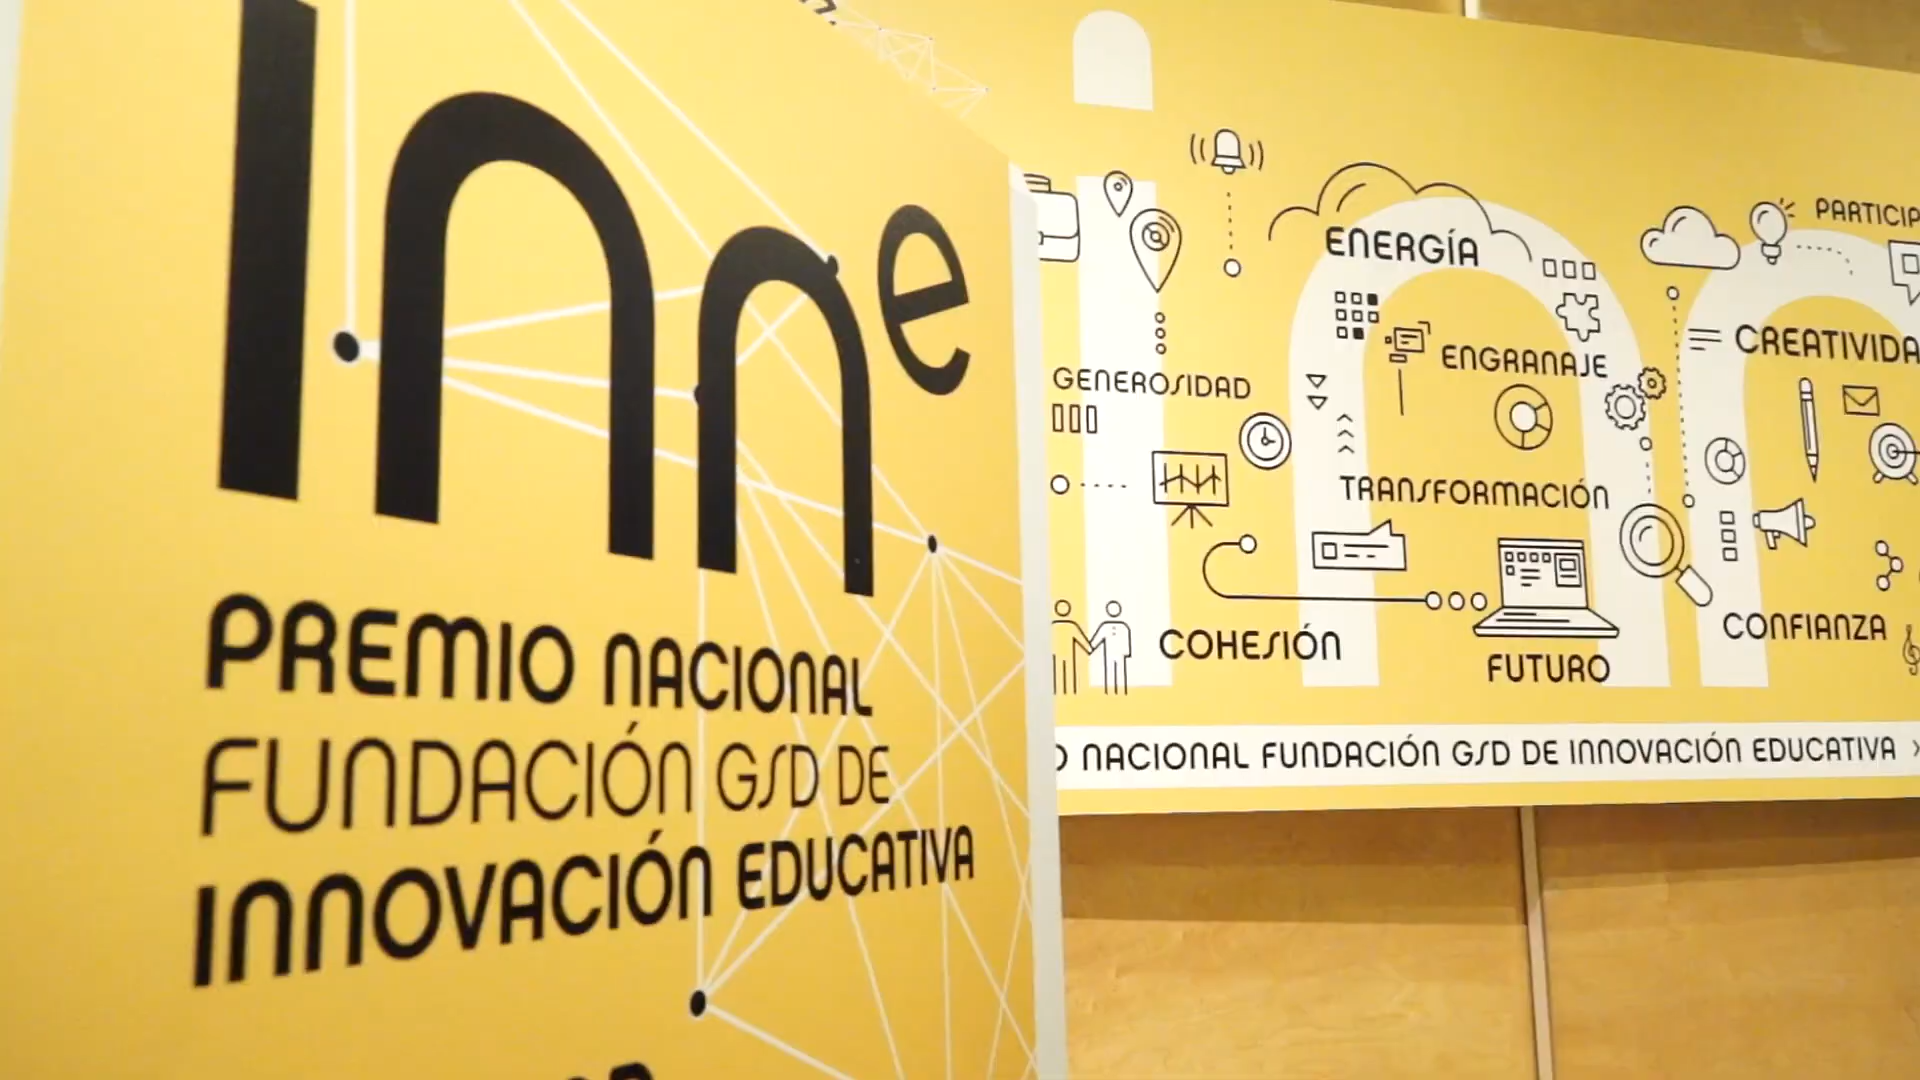 inne
PREMIO NACIONAL
FUNDACIÓN GSD DE
INNOVACIÓN EDUCATIVA
PARTICIP
ENERGÍA
CREATIVIDA
ENGRANAJE
GENEROSIDAD
TRANSFORMACIÓN
CONFIANZA
COHESIÓN
FUTURO
O NACIONAL FUNDACIÓN GSD DE INNOVACIÓN EDUCATIVA